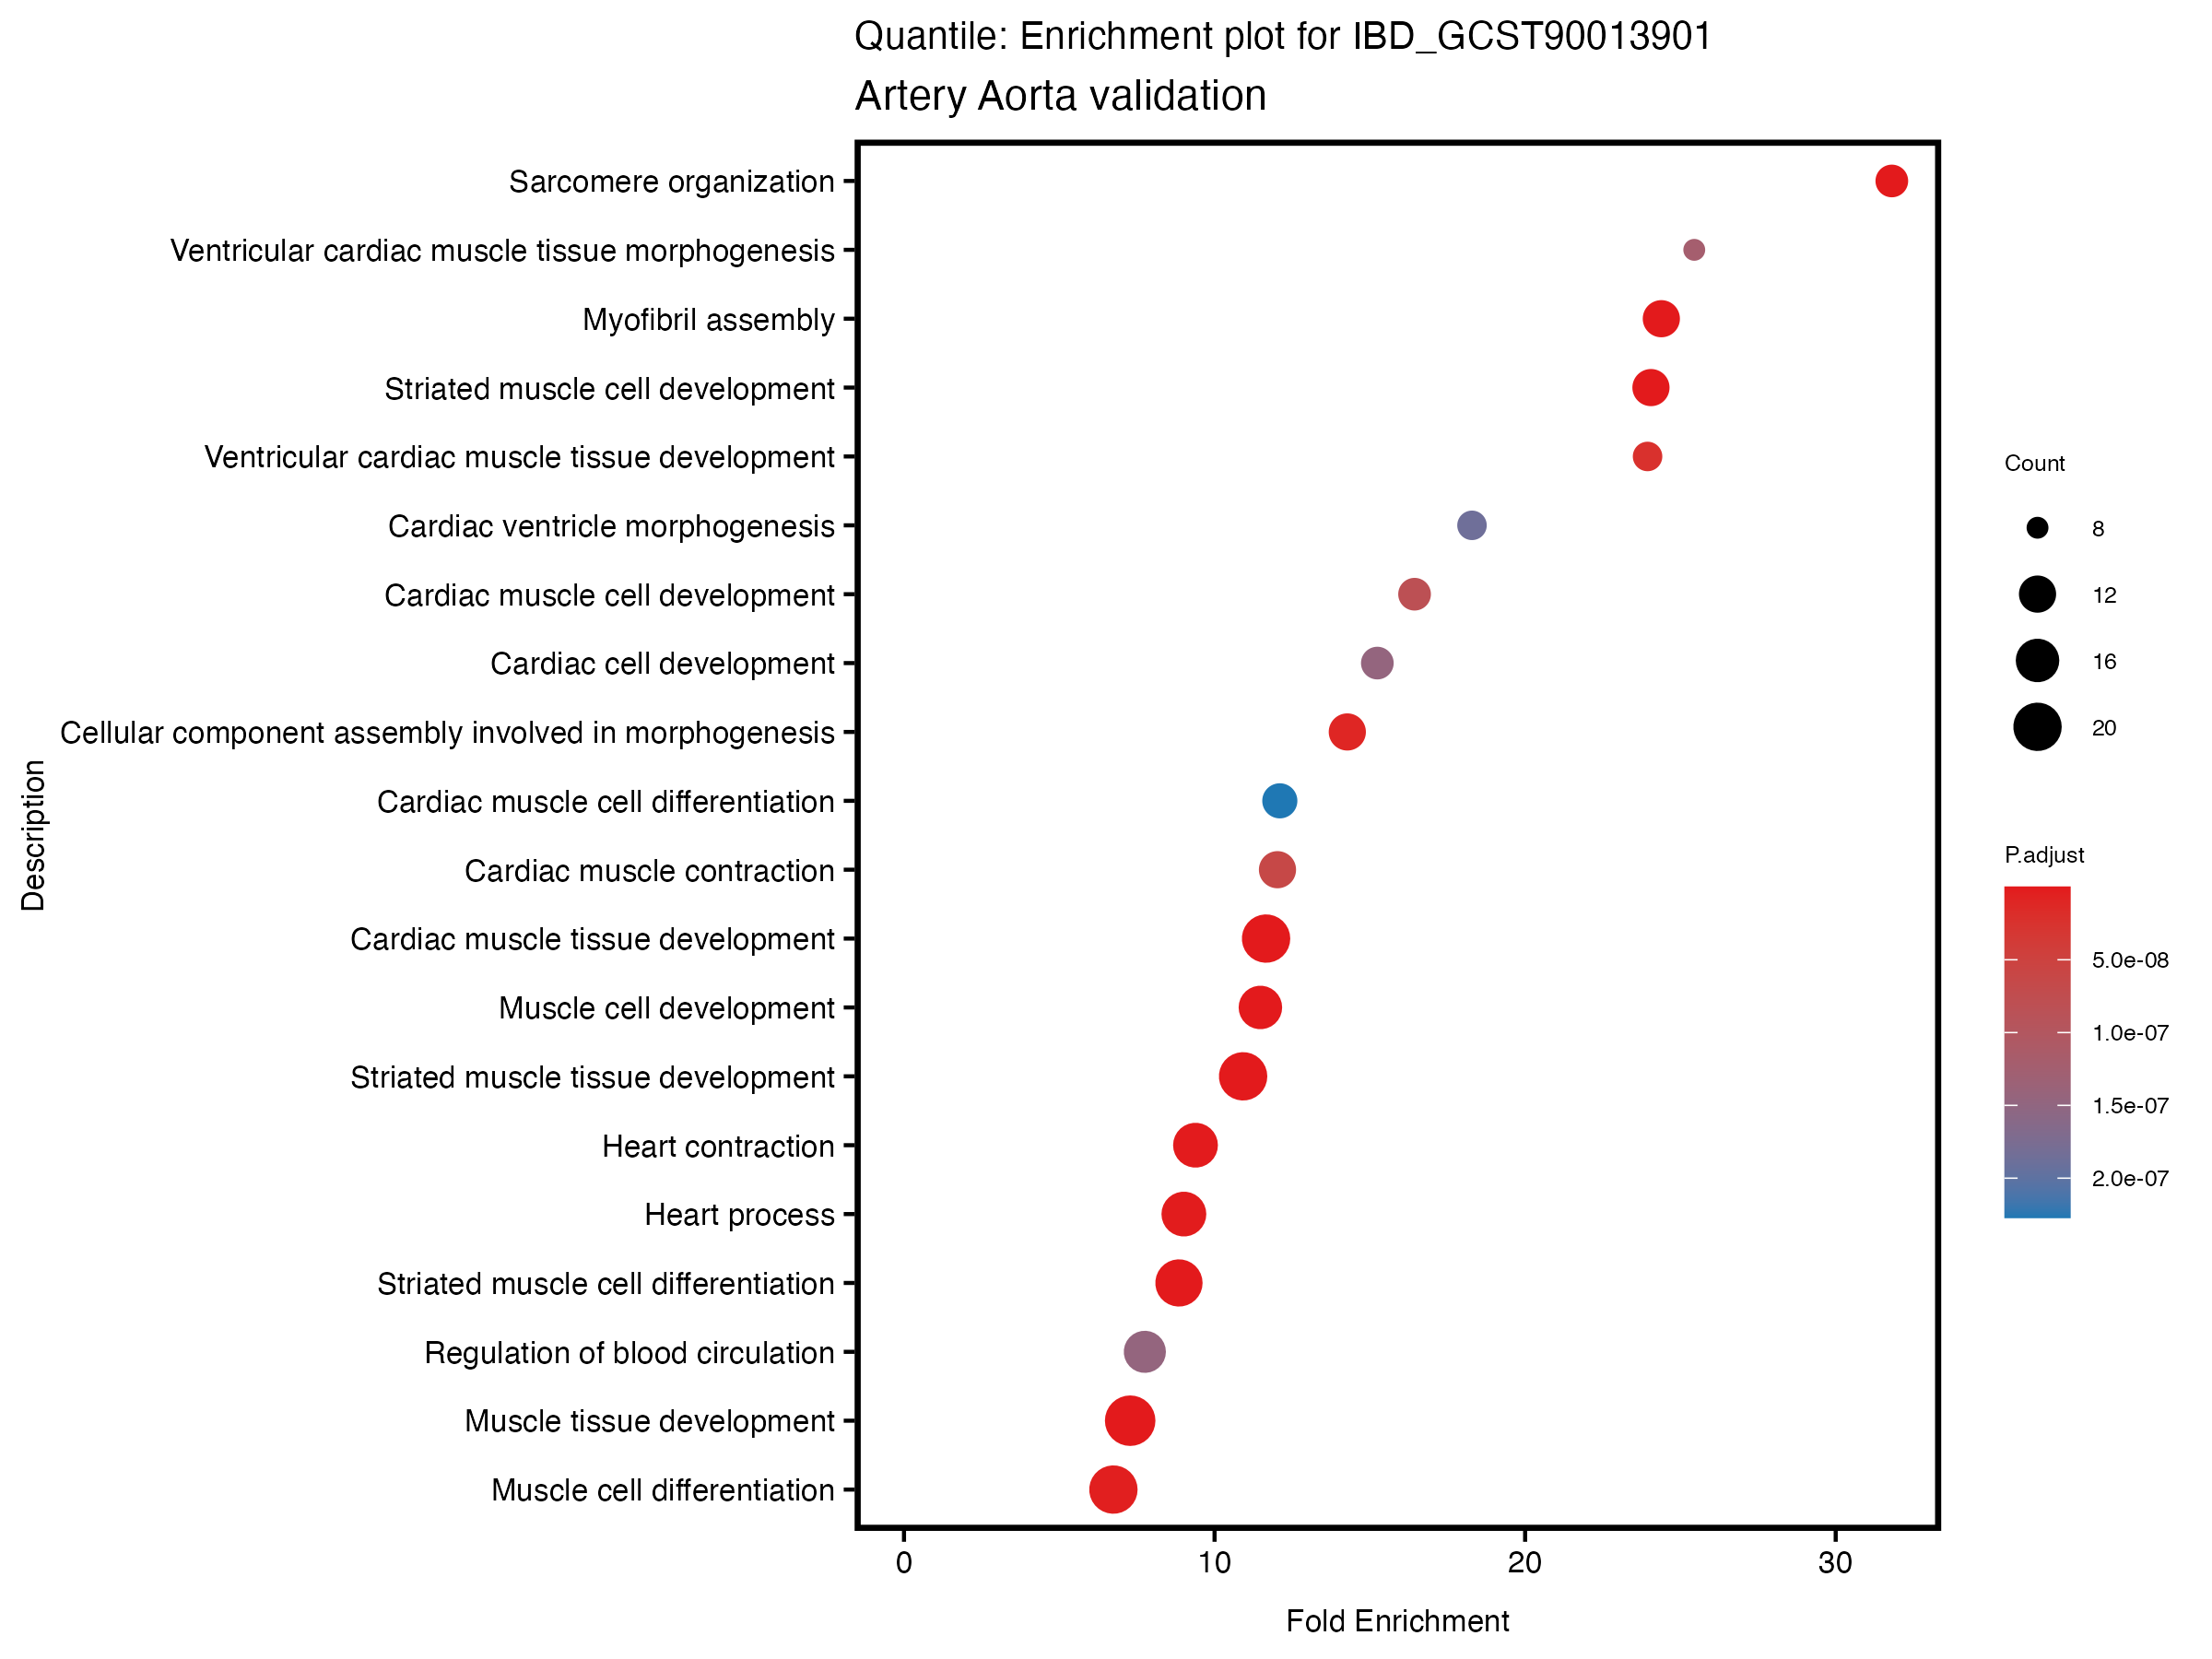 Quantile: Enrichment plot for IBD_GCST90013901
Artery Aorta validation
Description
Sarcomere organization
Ventricular cardiac muscle tissue morphogenesis
Myofibril assembly
Striated muscle cell development
Ventricular cardiac muscle tissue development
Cardiac ventricle morphogenesis
Cardiac muscle cell development
Cardiac cell development
Cellular component assembly involved in morphogenesis
Cardiac muscle cell differentiation
Cardiac muscle contraction
Cardiac muscle tissue development
Muscle cell development
Striated muscle tissue development
Heart contraction
Heart process
Striated muscle cell differentiation
Regulation of blood circulation
Muscle tissue development
Muscle cell differentiation
0 10 20 30
Fold Enrichment
Count
8
12
16
20
P.adjust
5.0e-08
1.0e-07
1.5e-07
2.0e-07